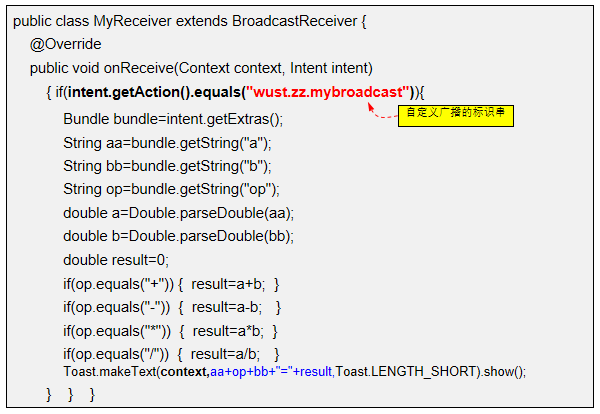 public class MyReceiver extends BroadcastReceiver {
@Override
public void onReceive(Context context, Intent intent)
{ if(intent.getAction().equals("wust.zz.mybroadcast")){
自定义广播的标识串
Bundle bundle=intent.getExtras();
String aa=bundle.getString("a");
String bb=bundle.getString("b");
String op=bundle.getString("op");
double a=Double.parseDouble(aa);
double b=Double.parseDouble(bb);
double result=0;
if(op.equals("+")) { result=a+b; }
if(op.equals("-")) { result=a-b; }
if(op.equals("*")) { result=a*b; }
if(op.equals("/")) { result=a/b; }
Toast.makeText(context,aa+op+bb+"="+result,Toast.LENGTH_SHORT).show();
} } }